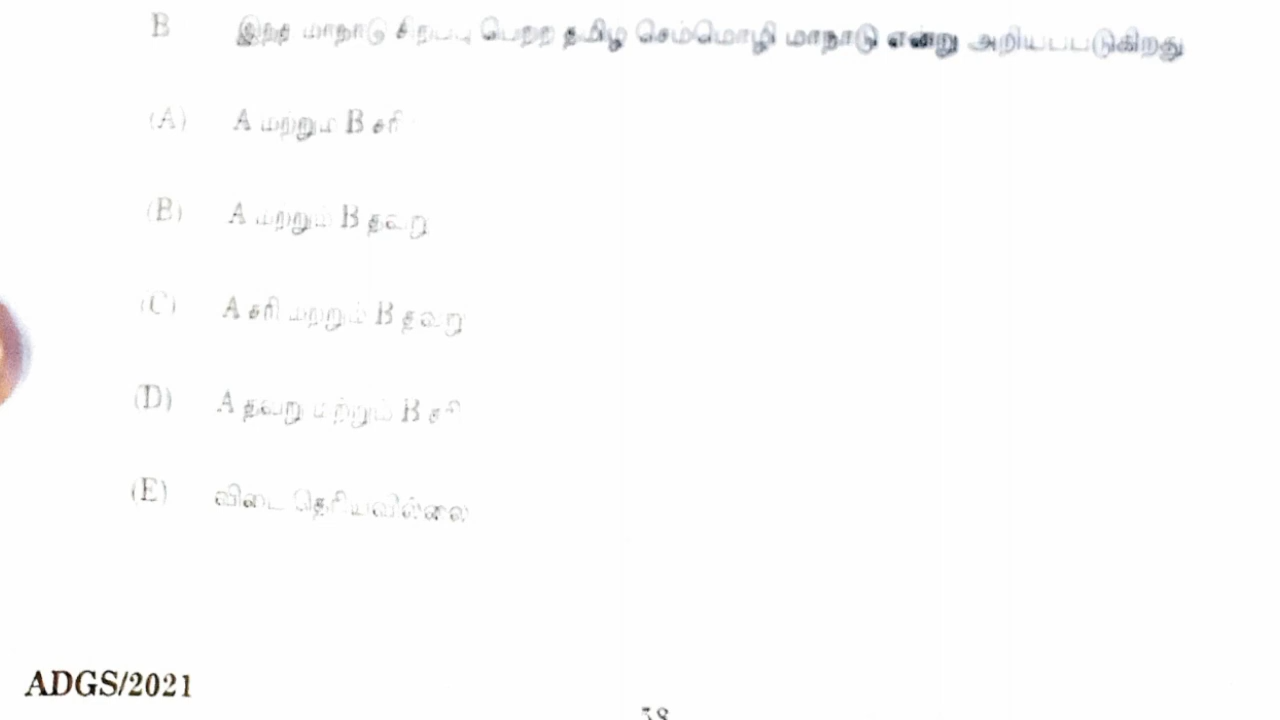 B இந்த மாநாடு சிறப்பு பெற்ற தமிழ் செம்மொழி மாநாடு என்று அறியப்படுகிறது
(A) A மற்றும் B சரி
(B) A மற்றும் B தவறு
(C) A சரி மற்றும் B தவறு
(D) A தவறு மற்றும் B சரி
(E) விடை தெரியவில்லை
ADGS/2021
38